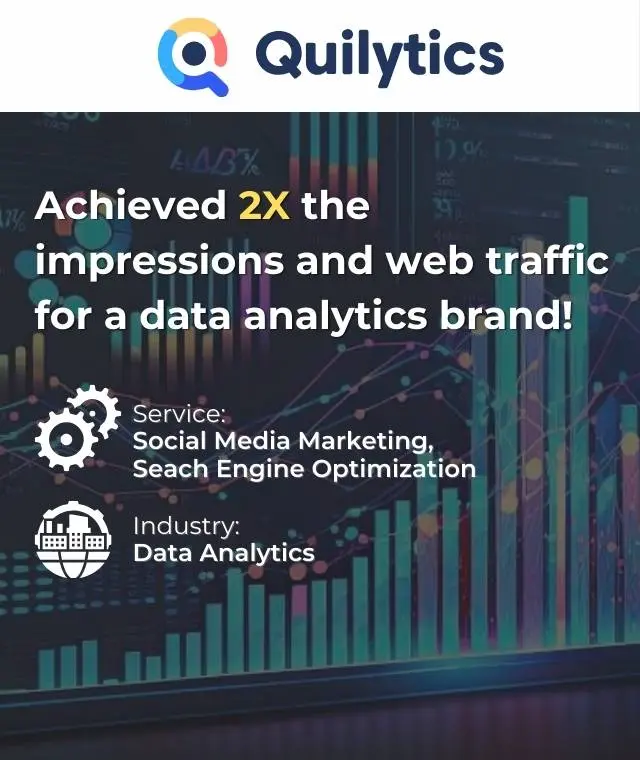 Quilytics
Achieved 2X the
impressions and web traffic
for a data analytics brand!
Service:
Social Media Marketing,
Seach Engine Optimization
Industry:
Data Analytics